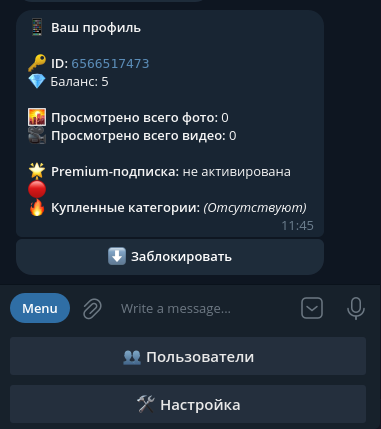 Ваш профиль
ID: 6566517473
Баланс: 5
Просмотрено всего фото: 0
Просмотрено всего видео: 0
Premium-подписка: не активирована
Купленные категории: (Отсутствуют)
11:45
Заблокировать
Menu
Write a message...
Пользователи
Настройка